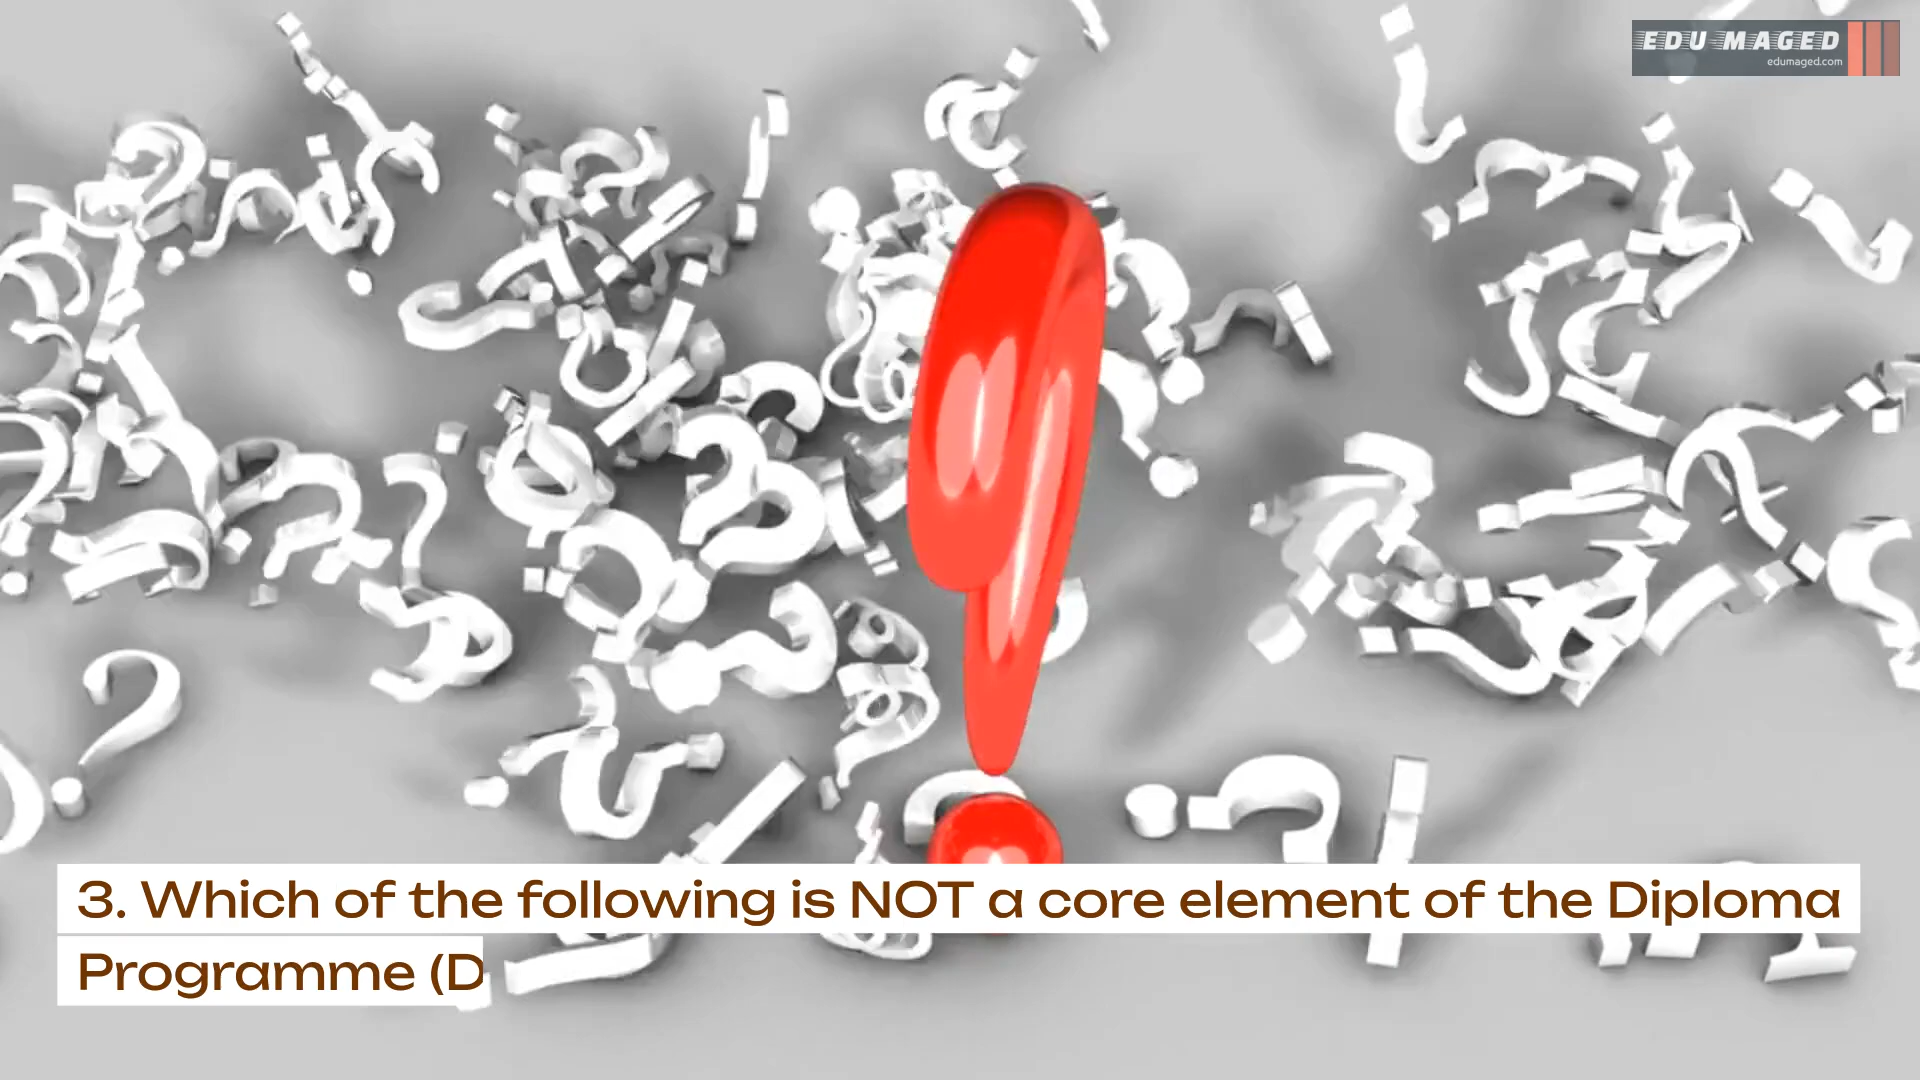 EDU MAGED
edumaged.com
3. Which of the following is NOT a core element of the Diploma
Programme (D